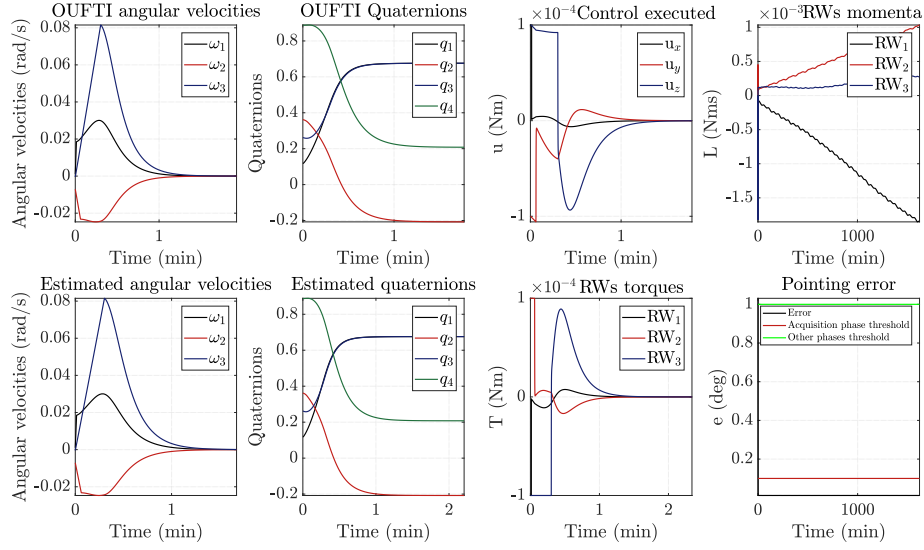 OUFTI angular velocities
Angular velocities (rad/s)
0.08
0.06
0.04
0.02
0
-0.02
0
1
Time (min)
ω1
ω2
ω3
OUFTI Quaternions
Quaternions
0.8
0.6
0.4
0.2
0
-0.2
0
1
Time (min)
q1
q2
q3
q4
×10-4 Control executed
u (Nm)
1
0
-1
0
1
2
Time (min)
ux
uy
uz
×10-3 RWs momenta
L (Nms)
1
0.5
0
-0.5
-1
-1.5
0
1000
Time (min)
RW1
RW2
RW3
Estimated angular velocities
Angular velocities (rad/s)
0.08
0.06
0.04
0.02
0
-0.02
0
1
Time (min)
ω1
ω2
ω3
Estimated quaternions
Quaternions
0.8
0.6
0.4
0.2
0
-0.2
0
1
2
Time (min)
q1
q2
q3
q4
×10-4 RWs torques
T (Nm)
1
0
-1
0
1
2
Time (min)
RW1
RW2
RW3
Pointing error
e (deg)
1
0.8
0.6
0.4
0.2
0
1000
Time (min)
Error
Acquisition phase threshold
Other phases threshold